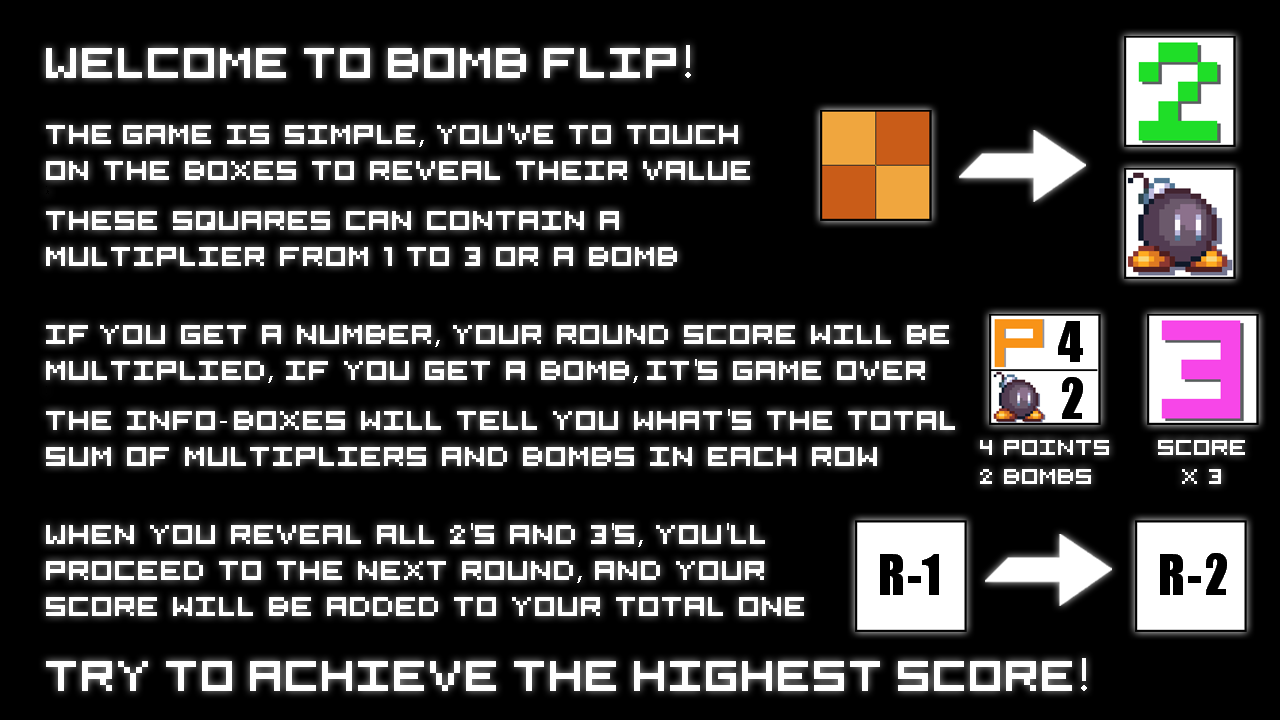 WELCOME TO BOMB FLIP!
THE GAME IS SIMPLE, YOU'VE TO TOUCH
ON THE BOXES TO REVEAL THEIR VALUE
THESE SQUARES CAN CONTAIN A
MULTIPLIER FROM 1 TO 3 OR A BOMB
2
IF YOU GET A NUMBER, YOUR ROUND SCORE WILL BE
MULTIPLIED, IF YOU GET A BOMB, IT'S GAME OVER
THE INFO-BOXES WILL TELL YOU WHAT'S THE TOTAL
SUM OF MULTIPLIERS AND BOMBS IN EACH ROW
P 4
2
3
4 POINTS
2 BOMBS
SCORE
X 3
WHEN YOU REVEAL ALL 2'S AND 3'S, YOU'LL
PROCEED TO THE NEXT ROUND, AND YOUR
SCORE WILL BE ADDED TO YOUR TOTAL ONE
R-1
R-2
TRY TO ACHIEVE THE HIGHEST SCORE!